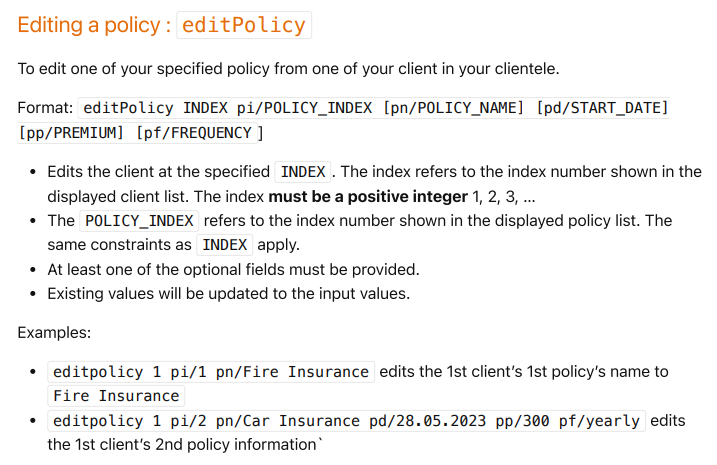 Editing a policy : editPolicy
To edit one of your specified policy from one of your client in your clientele.
Format: editPolicy INDEX pi/POLICY_INDEX [pn/POLICY_NAME] [pd/START_DATE]
[pp/PREMIUM] [pf/FREQUENCY]
• Edits the client at the specified INDEX. The index refers to the index number shown in the
displayed client list. The index must be a positive integer 1, 2, 3, …
• The POLICY_INDEX refers to the index number shown in the displayed policy list. The
same constraints as INDEX apply.
• At least one of the optional fields must be provided.
• Existing values will be updated to the input values.
Examples:
• editpolicy 1 pi/1 pn/Fire Insurance edits the 1st client’s 1st policy’s name to
Fire Insurance
• editpolicy 1 pi/2 pn/Car Insurance pd/28.05.2023 pp/300 pf/yearly edits
the 1st client’s 2nd policy information`